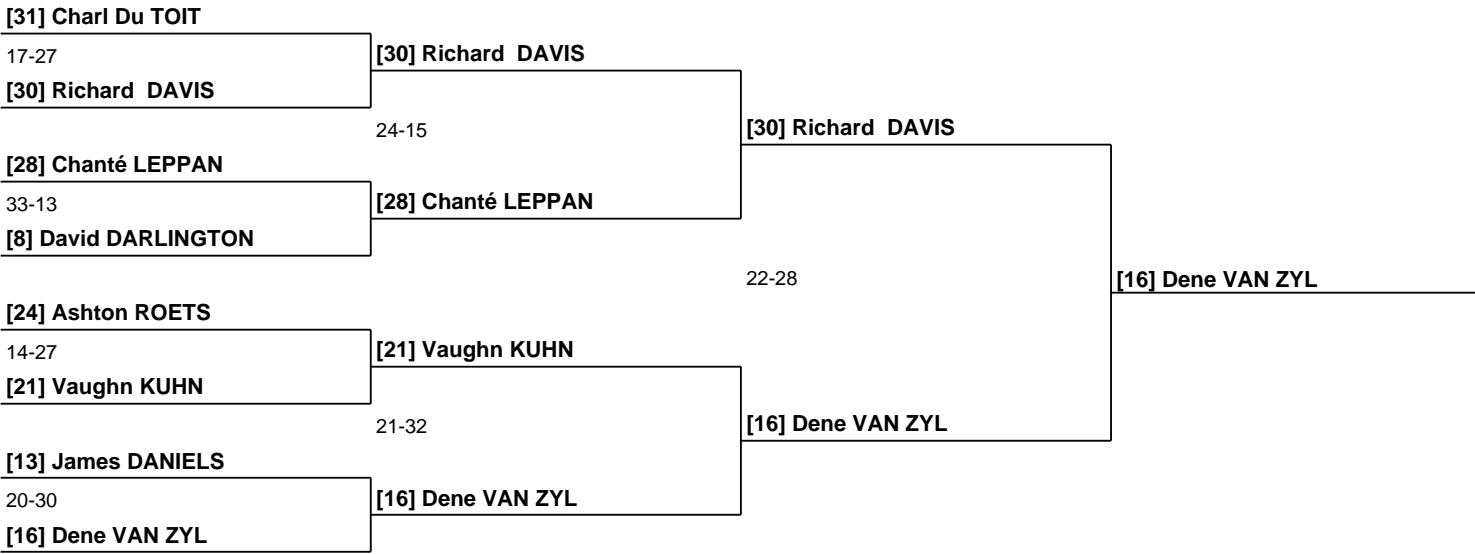 [31] Charl Du TOIT
17-27
[30] Richard  DAVIS
[30] Richard  DAVIS
24-15
[30] Richard  DAVIS
[28] Chanté LEPPAN
33-13
[28] Chanté LEPPAN
[8] David DARLINGTON
22-28
[16] Dene VAN ZYL
[24] Ashton ROETS
14-27
[21] Vaughn KUHN
[21] Vaughn KUHN
21-32
[16] Dene VAN ZYL
[13] James DANIELS
20-30
[16] Dene VAN ZYL
[16] Dene VAN ZYL